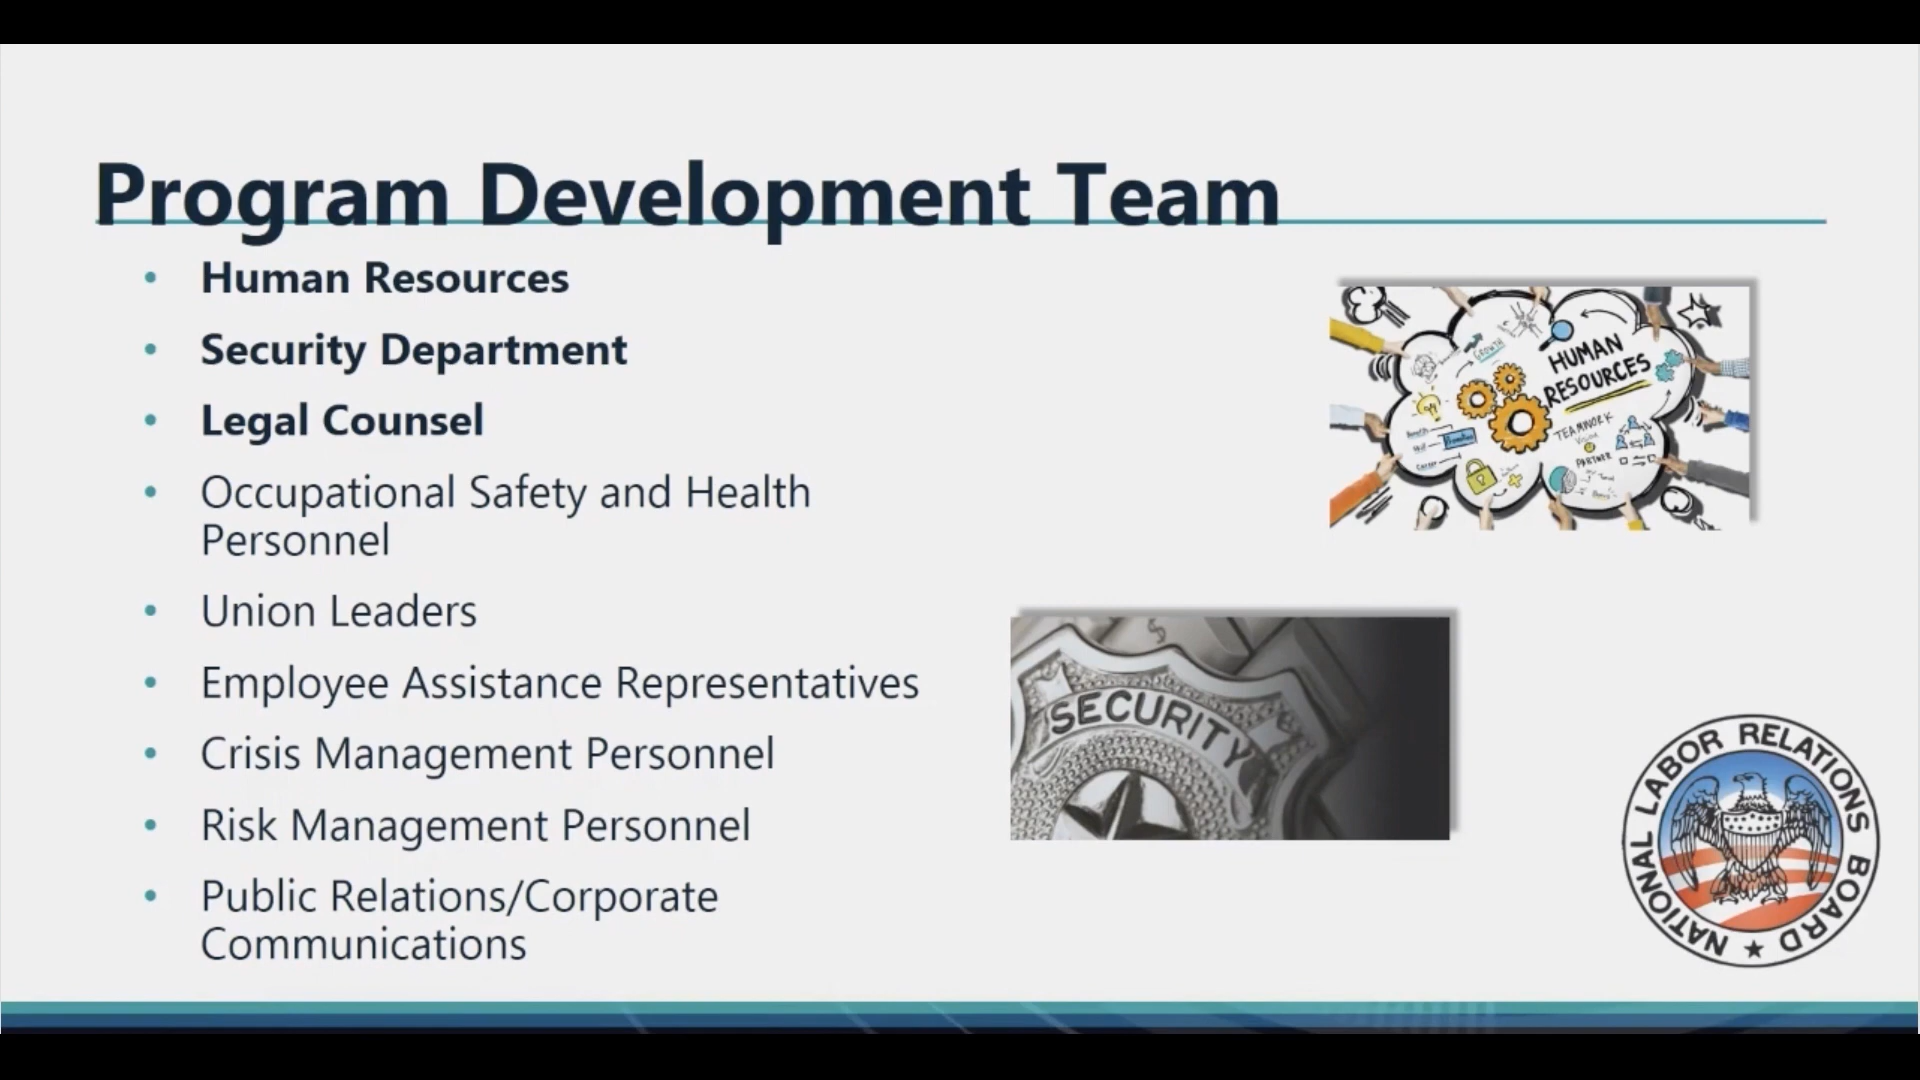 Program Development Team
• Human Resources
• Security Department
• Legal Counsel
• Occupational Safety and Health
Personnel
• Union Leaders
• Employee Assistance Representatives
• Crisis Management Personnel
• Risk Management Personnel
• Public Relations/Corporate
Communications
GROWTH
HUMAN
RESOURCES
TEAMWORK
PARTNER
SECURITY
NATIONAL LABOR RELATIONS BOARD